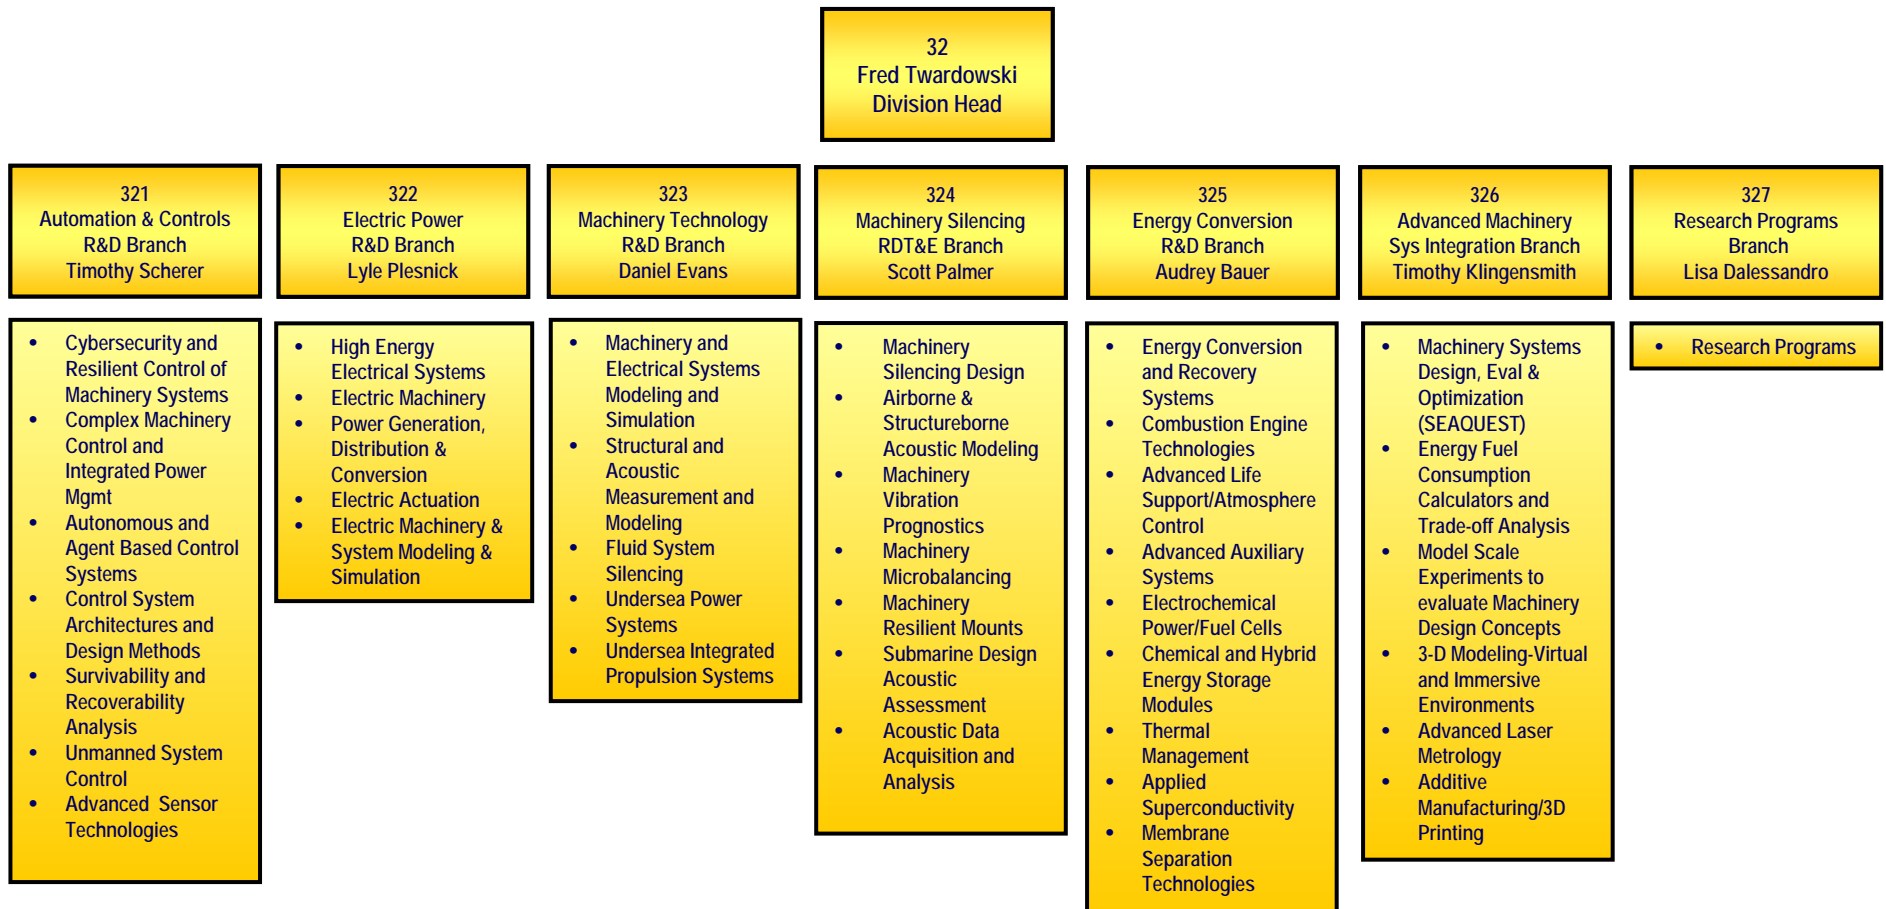 32
Fred Twardowski
Division Head
321
Automation & Controls
R&D Branch
Timothy Scherer
322
Electric Power
R&D Branch
Lyle Plesnick
323
Machinery Technology
R&D Branch
Daniel Evans
324
Machinery Silencing
RDT&E Branch
Scott Palmer
325
Energy Conversion
R&D Branch
Audrey Bauer
326
Advanced Machinery
Sys Integration Branch
Timothy Klingensmith
327
Research Programs
Branch
Lisa Dalessandro
• Cybersecurity and
Resilient Control of
Machinery Systems
• Complex Machinery
Control and
Integrated Power
Mgmt
• Autonomous and
Agent Based Control
Systems
• Control System
Architectures and
Design Methods
• Survivability and
Recoverability
Analysis
• Unmanned System
Control
• Advanced Sensor
Technologies
• High Energy
Electrical Systems
• Electric Machinery
• Power Generation,
Distribution &
Conversion
• Electric Actuation
• Electric Machinery &
System Modeling &
Simulation
• Machinery and
Electrical Systems
Modeling and
Simulation
• Structural and
Acoustic
Measurement and
Modeling
• Fluid System
Silencing
• Undersea Power
Systems
• Undersea Integrated
Propulsion Systems
• Machinery
Silencing Design
• Airborne &
Structureborne
Acoustic Modeling
• Machinery
Vibration
Prognostics
• Machinery
Microbalancing
• Machinery
Resilient Mounts
• Submarine Design
Acoustic
Assessment
• Acoustic Data
Acquisition and
Analysis
• Energy Conversion
and Recovery
Systems
• Combustion Engine
Technologies
• Advanced Life
Support/Atmosphere
Control
• Advanced Auxiliary
Systems
• Electrochemical
Power/Fuel Cells
• Chemical and Hybrid
Energy Storage
Modules
• Thermal
Management
• Applied
Superconductivity
• Membrane
Separation
Technologies
• Machinery Systems
Design, Eval &
Optimization
(SEAQUEST)
• Energy Fuel
Consumption
Calculators and
Trade-off Analysis
• Model Scale
Experiments to
evaluate Machinery
Design Concepts
• 3-D Modeling-Virtual
and Immersive
Environments
• Advanced Laser
Metrology
• Additive
Manufacturing/3D
Printing
• Research Programs